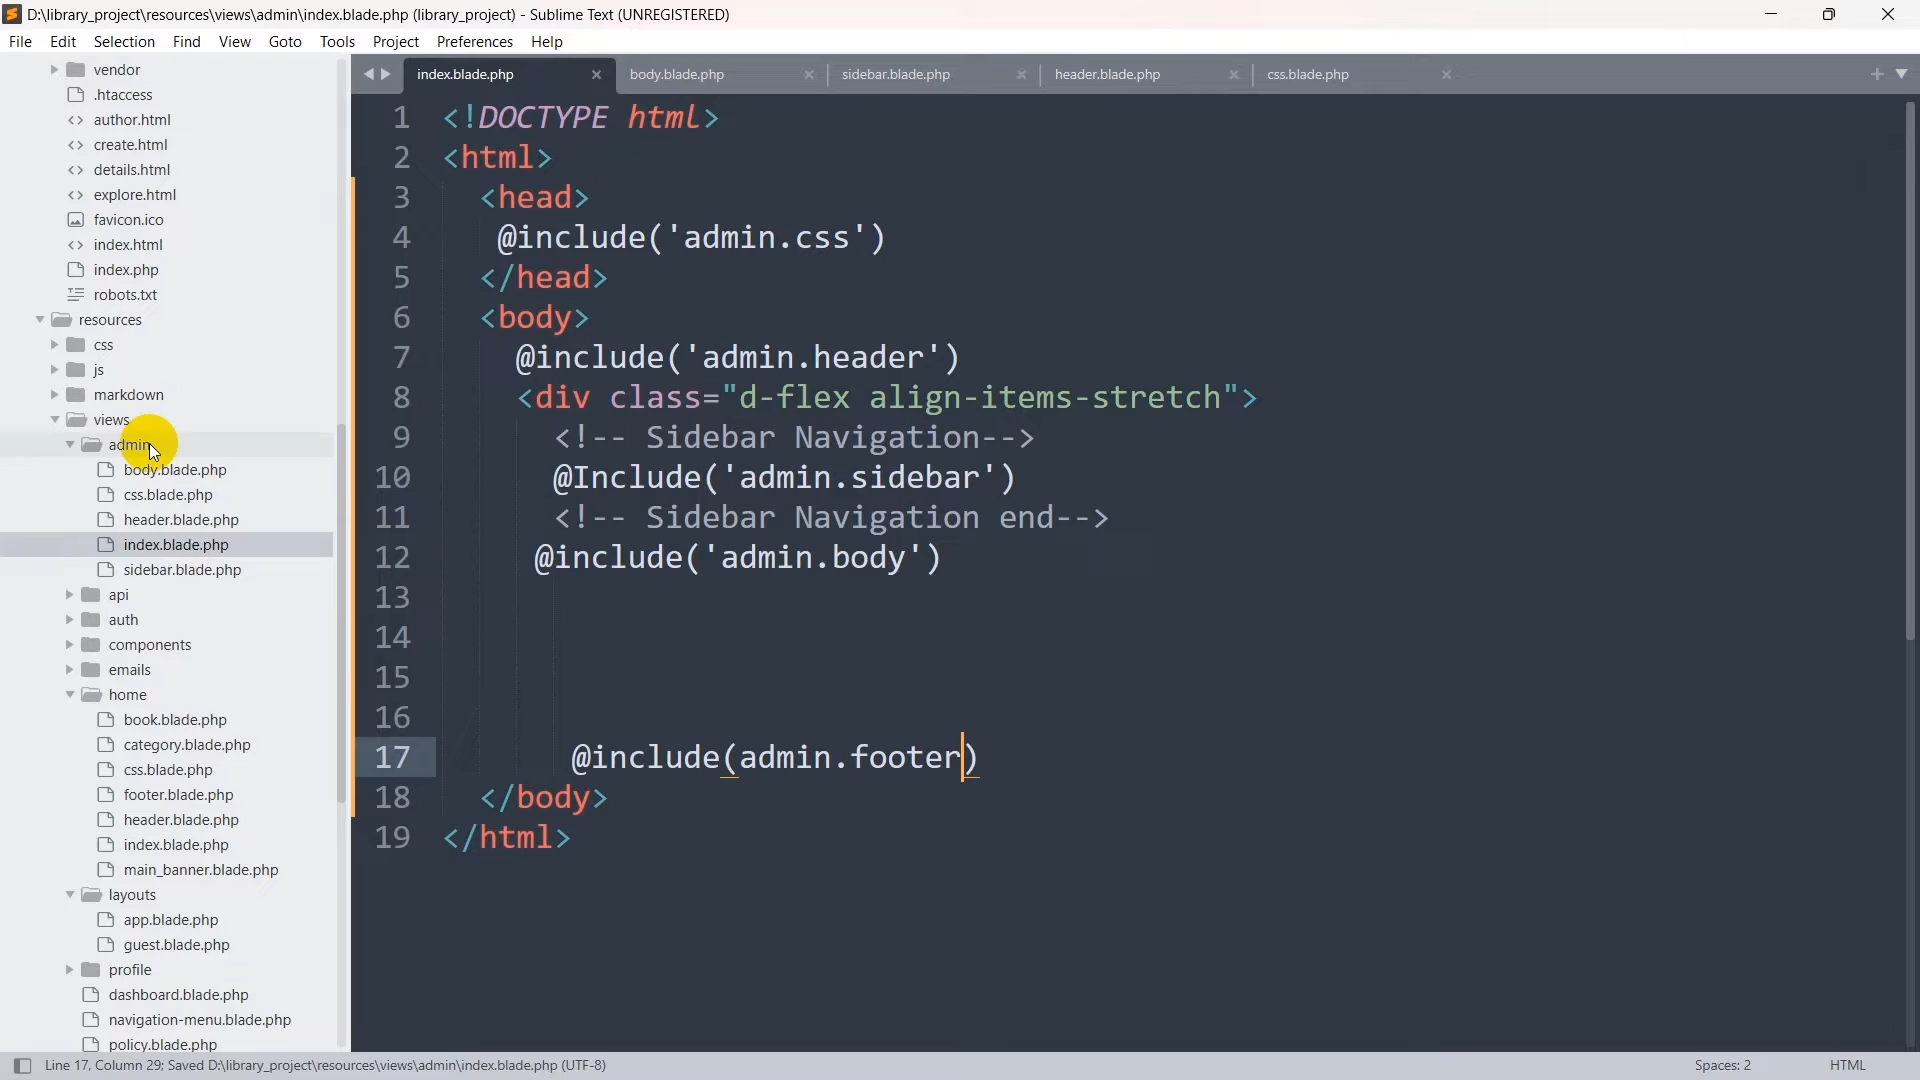 D:\library_project\resources\views\admin\index.blade.php (library_project) - Sublime Text (UNREGISTERED)
File Edit Selection Find View Goto Tools Project Preferences Help
vendor
.htaccess
author.html
create.html
details.html
explore.html
favicon.ico
index.html
index.php
robots.txt
resources
css
js
markdown
views
admin
body.blade.php
css.blade.php
header.blade.php
index.blade.php
sidebar.blade.php
api
auth
components
emails
home
book.blade.php
category.blade.php
css.blade.php
footer.blade.php
header.blade.php
index.blade.php
main_banner.blade.php
layouts
app.blade.php
guest.blade.php
profile
dashboard.blade.php
navigation-menu.blade.php
policy.blade.php
index.blade.php body.blade.php sidebar.blade.php header.blade.php css.blade.php
1 <!DOCTYPE html>
2 <html>
3 <head>
4 @include('admin.css')
5 </head>
6 <body>
7 @include('admin.header')
8 <div class="d-flex align-items-stretch">
9 <!-- Sidebar Navigation-->
10 @Include('admin.sidebar')
11 <!-- Sidebar Navigation end-->
12 @include('admin.body')
13
14
15
16
17 @include(admin.footer)
18 </body>
19 </html>
Line 17, Column 29; Saved D:\library_project\resources\views\admin\index.blade.php (UTF-8) Spaces: 2 HTML